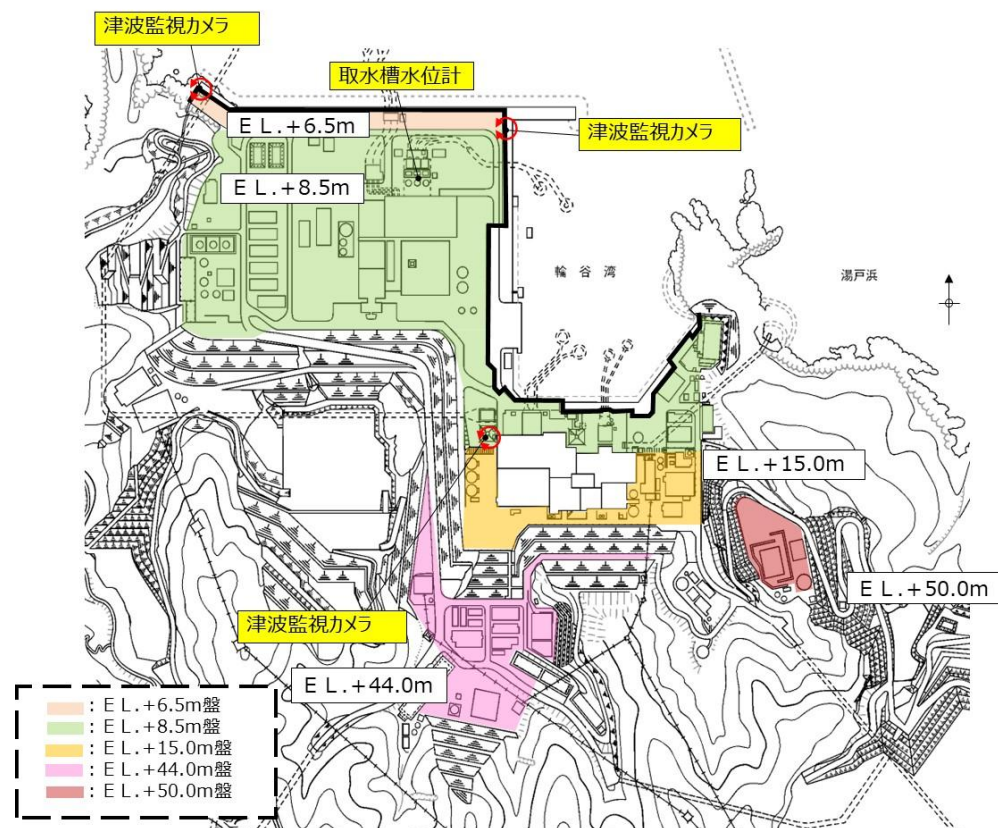 津波監視カメラ
取水槽水位計
ＥＬ.+6.5m
津波監視カメラ
ＥＬ.+8.5m
輪谷湾
湯戸浜
ＥＬ.+15.0m
ＥＬ.+50.0m
津波監視カメラ
ＥＬ.+44.0m
：ＥＬ.+6.5m盤
：ＥＬ.+8.5m盤
：ＥＬ.+15.0m盤
：ＥＬ.+44.0m盤
：ＥＬ.+50.0m盤